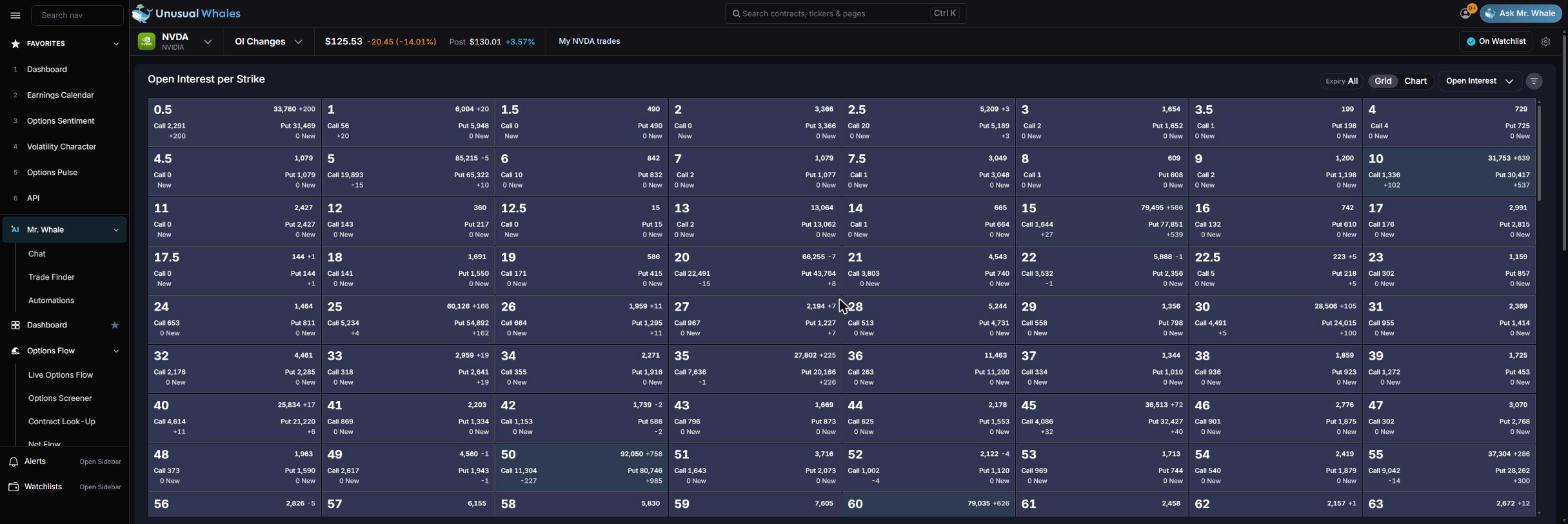 Search nav
Unusual Whales
Search contracts, tickers & pages
Ctrl K
9+
Ask Mr. Whale
FAVORITES
1 Dashboard
2 Earnings Calendar
3 Options Sentiment
4 Volatility Character
5 Options Pulse
6 API
AI Mr. Whale
Chat
Trade Finder
Automations
Dashboard
Options Flow
Live Options Flow
Options Screener
Contract Look-Up
Net Flow
Alerts Open Sidebar
Watchlists Open Sidebar
NVDA
NVIDIA
OI Changes
$125.53 -20.45 (-14.01%) Post $130.01 +3.57%
My NVDA trades
On Watchlist
Open Interest per Strike
Expiry All Grid Chart Open Interest
0.5 33,760 +200 1 6,004 +20 1.5 490 2 3,366 2.5 5,209 +3 3 1,654 3.5 199 4 729
Call 2,291 Put 31,469 Call 56 Put 5,948 Call 0 Put 490 Call 0 Put 3,366 Call 20 Put 5,189 Call 2 Put 1,652 Call 1 Put 198 Call 4 Put 725
+200 0 New +20 0 New New 0 New New 0 New 0 New +3 0 New 0 New 0 New 0 New 0 New 0 New
4.5 1,079 5 85,215 -5 6 842 7 1,079 7.5 3,049 8 609 9 1,200 10 31,753 +639
Call 0 Put 1,079 Call 19,893 Put 65,322 Call 10 Put 832 Call 2 Put 1,077 Call 1 Put 3,048 Call 1 Put 608 Call 2 Put 1,198 Call 1,336 Put 30,417
New 0 New -15 +10 0 New 0 New 0 New 0 New 0 New 0 New 0 New 0 New 0 New 0 New +102 +537
11 2,427 12 360 12.5 15 13 13,064 14 665 15 79,495 +566 16 742 17 2,991
Call 0 Put 2,427 Call 143 Put 217 Call 0 Put 15 Call 2 Put 13,062 Call 1 Put 664 Call 1,644 Put 77,851 Call 132 Put 610 Call 176 Put 2,815
New 0 New 0 New 0 New New 0 New 0 New 0 New 0 New 0 New +27 +539 0 New 0 New 0 New 0 New
17.5 144 +1 18 1,691 19 586 20 66,255 -7 21 4,543 22 5,888 -1 22.5 223 +5 23 1,159
Call 0 Put 144 Call 141 Put 1,550 Call 171 Put 415 Call 22,491 Put 43,764 Call 3,803 Put 740 Call 3,532 Put 2,356 Call 5 Put 218 Call 302 Put 857
New +1 0 New 0 New 0 New 0 New -15 +8 0 New 0 New -1 0 New 0 New +5 0 New 0 New
24 1,464 25 60,126 +166 26 1,959 +11 27 2,194 +7 28 5,244 29 1,356 30 28,506 +105 31 2,369
Call 653 Put 811 Call 5,234 Put 54,892 Call 664 Put 1,295 Call 967 Put 1,227 Call 513 Put 4,731 Call 558 Put 798 Call 4,491 Put 24,015 Call 955 Put 1,414
0 New 0 New +4 +162 0 New +11 0 New +7 0 New 0 New 0 New 0 New +5 +100 0 New 0 New
32 4,461 33 2,959 +19 34 2,271 35 27,802 +225 36 11,463 37 1,344 38 1,859 39 1,725
Call 2,176 Put 2,285 Call 318 Put 2,641 Call 355 Put 1,916 Call 7,636 Put 20,166 Call 263 Put 11,200 Call 334 Put 1,010 Call 936 Put 923 Call 1,272 Put 453
0 New 0 New 0 New +19 0 New 0 New -1 +226 0 New 0 New 0 New 0 New 0 New 0 New 0 New 0 New
40 25,834 +17 41 2,203 42 1,739 -2 43 1,669 44 2,178 45 36,513 +72 46 2,776 47 3,070
Call 4,614 Put 21,220 Call 869 Put 1,334 Call 1,153 Put 586 Call 796 Put 873 Call 625 Put 1,553 Call 4,086 Put 32,427 Call 901 Put 1,875 Call 302 Put 2,768
+11 +6 0 New 0 New 0 New -2 0 New 0 New 0 New 0 New +32 +40 0 New 0 New 0 New 0 New
48 1,963 49 4,560 -1 50 92,050 +758 51 3,716 52 2,122 -4 53 1,713 54 2,419 55 37,304 +286
Call 373 Put 1,590 Call 2,617 Put 1,943 Call 11,304 Put 80,746 Call 1,643 Put 2,073 Call 1,002 Put 1,120 Call 969 Put 744 Call 540 Put 1,879 Call 9,042 Put 28,262
0 New 0 New 0 New -1 -227 +985 0 New 0 New -4 0 New 0 New 0 New 0 New 0 New -14 +300
56 2,826 -5 57 6,155 58 5,830 59 7,605 60 79,035 +626 61 2,458 62 2,157 +1 63 2,672 +12